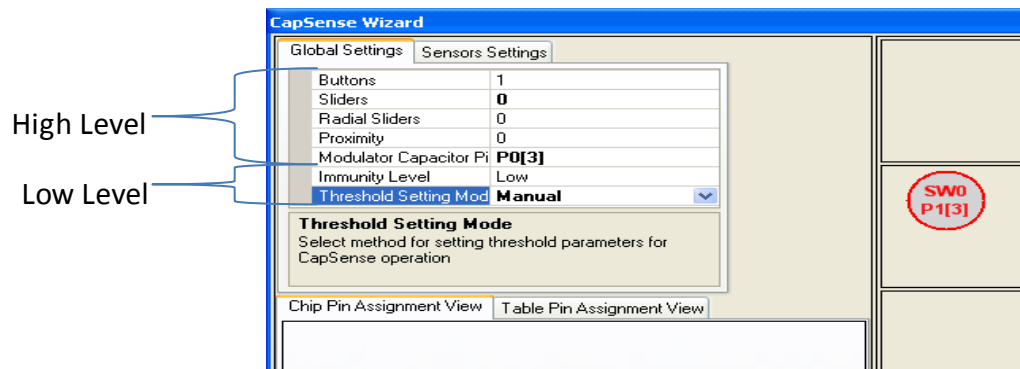 CapSense Wizard
Global Settings Sensors Settings
Buttons 1
Sliders 0
Radial Sliders 0
Proximity 0
Modulator Capacitor Pi P0[3]
Immunity Level Low
Threshold Setting Mod Manual
High Level
Low Level
Threshold Setting Mode
Select method for setting threshold parameters for
CapSense operation
Chip Pin Assignment View Table Pin Assignment View
SW0
P1[3]